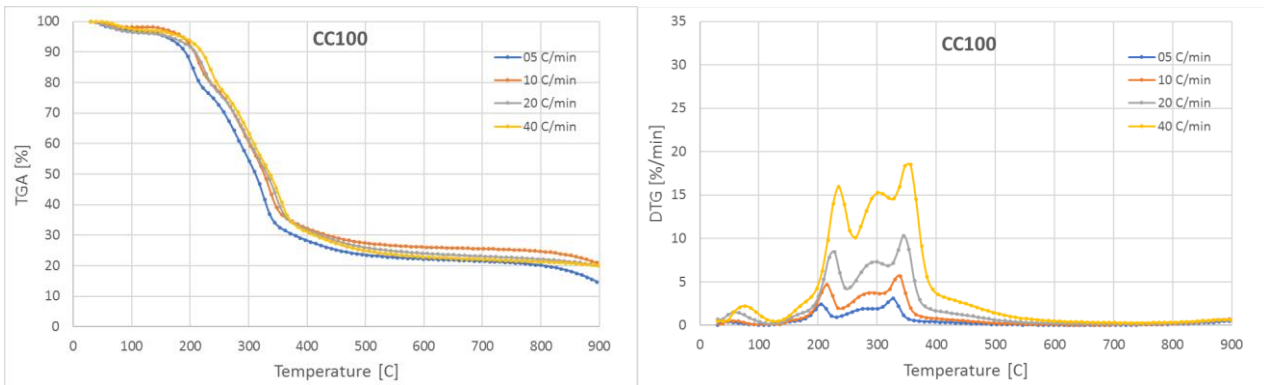 CC100
05 C/min
10 C/min
20 C/min
40 C/min
TGA [%]
100
90
80
70
60
50
40
30
20
10
0
0 100 200 300 400 500 600 700 800 900
Temperature [C]
CC100
05 C/min
10 C/min
20 C/min
40 C/min
DTG [%/min]
35
30
25
20
15
10
5
0
0 100 200 300 400 500 600 700 800 900
Temperature [C]